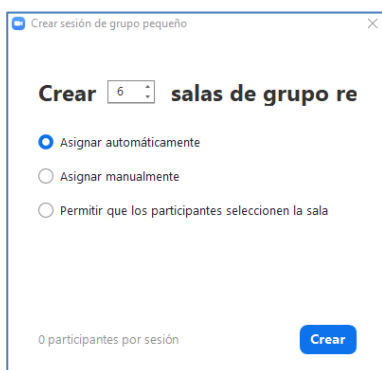 Crear sesión de grupo pequeño
Crear 6 salas de grupo re
Asignar automáticamente
Asignar manualmente
Permitir que los participantes seleccionen la sala
0 participantes por sesión
Crear